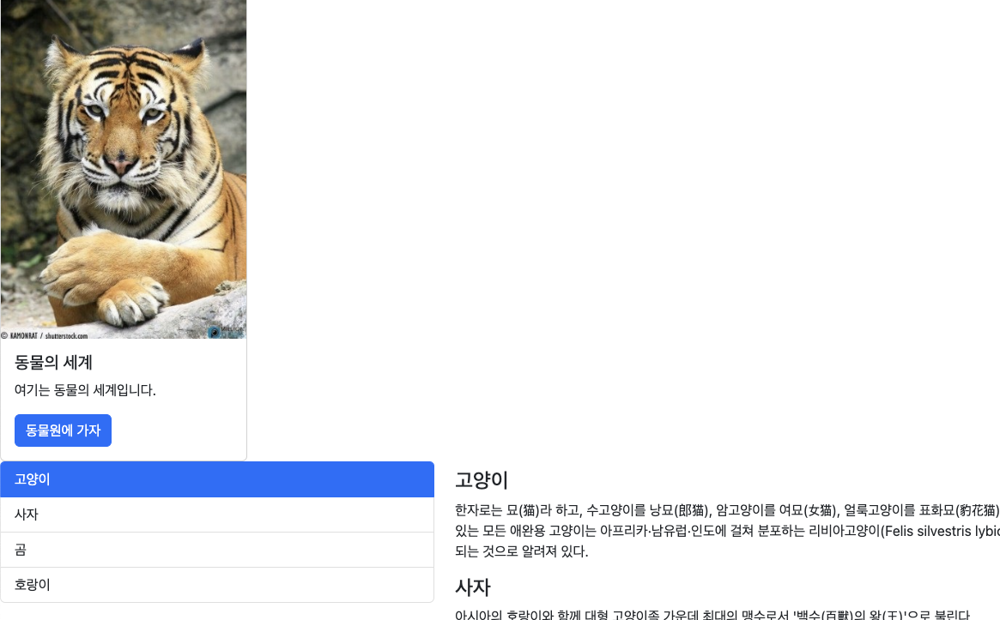 © KAMONRAT / shutterstock.com
동물의 세계
여기는 동물의 세계입니다.
동물원에 가자
고양이
사자
곰
호랑이
고양이
한자로는 묘(猫)라 하고, 수고양이를 낭묘(郎猫), 암고양이를 여묘(女猫), 얼룩고양이를 표화묘(豹花猫)
있는 모든 애완용 고양이는 아프리카·남유럽·인도에 걸쳐 분포하는 리비아고양이(Felis silvestris lybic
되는 것으로 알려져 있다.
사자
아시아의 호랑이와 함께 대형 고양이족 가운데 최대의 맹수로서 '백수(百獸)의 왕(王)'으로 불린다